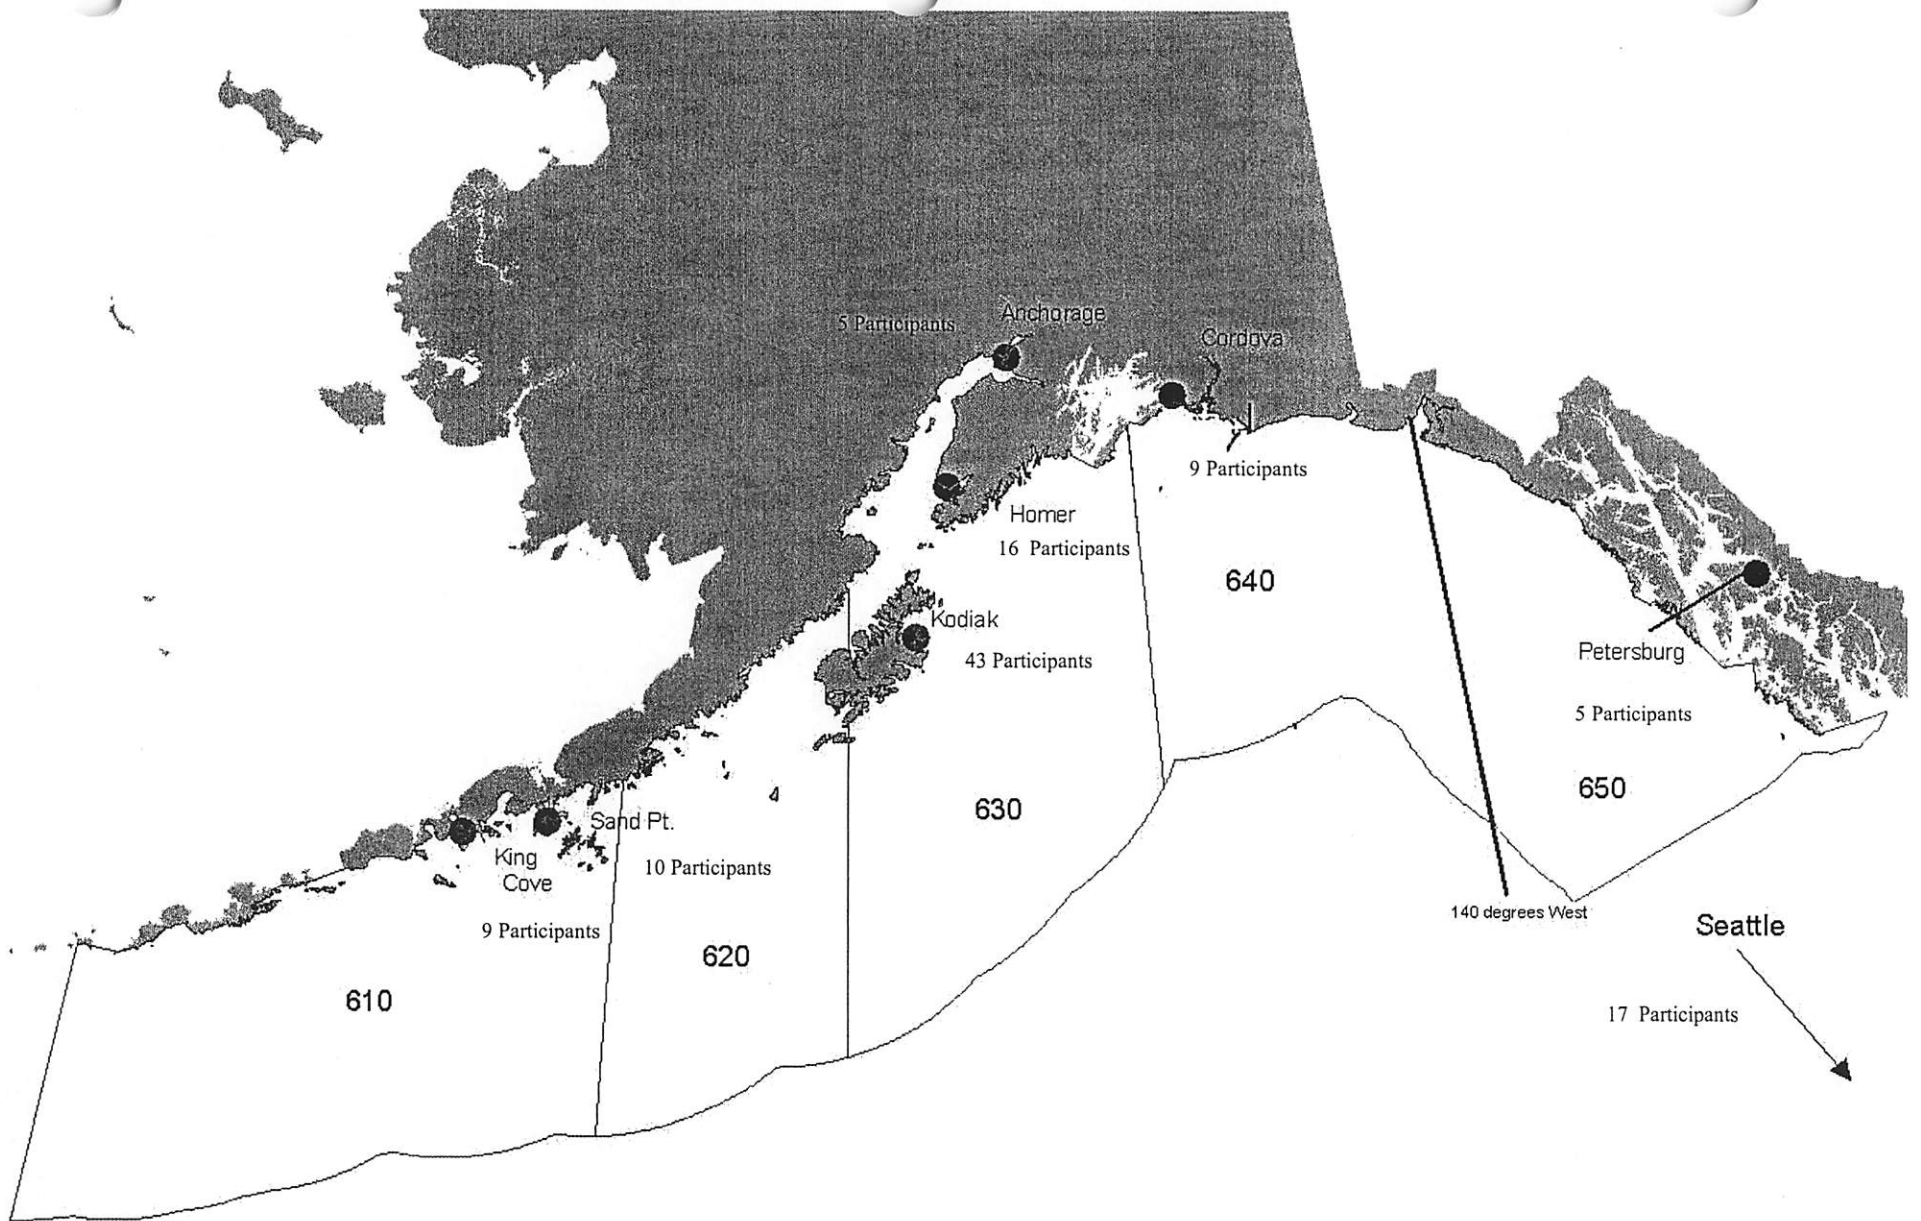 Anchorage
5 Participants
Cordova
9 Participants
Homer
16 Participants
640
Kodiak
43 Participants
Petersburg
5 Participants
650
630
Sand Pt.
10 Participants
King
Cove
9 Participants
620
610
140 degrees West
Seattle
17 Participants